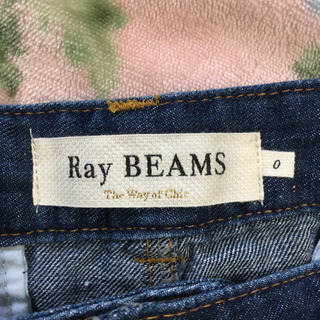 Ray BEAMS
The Way of Chic
0